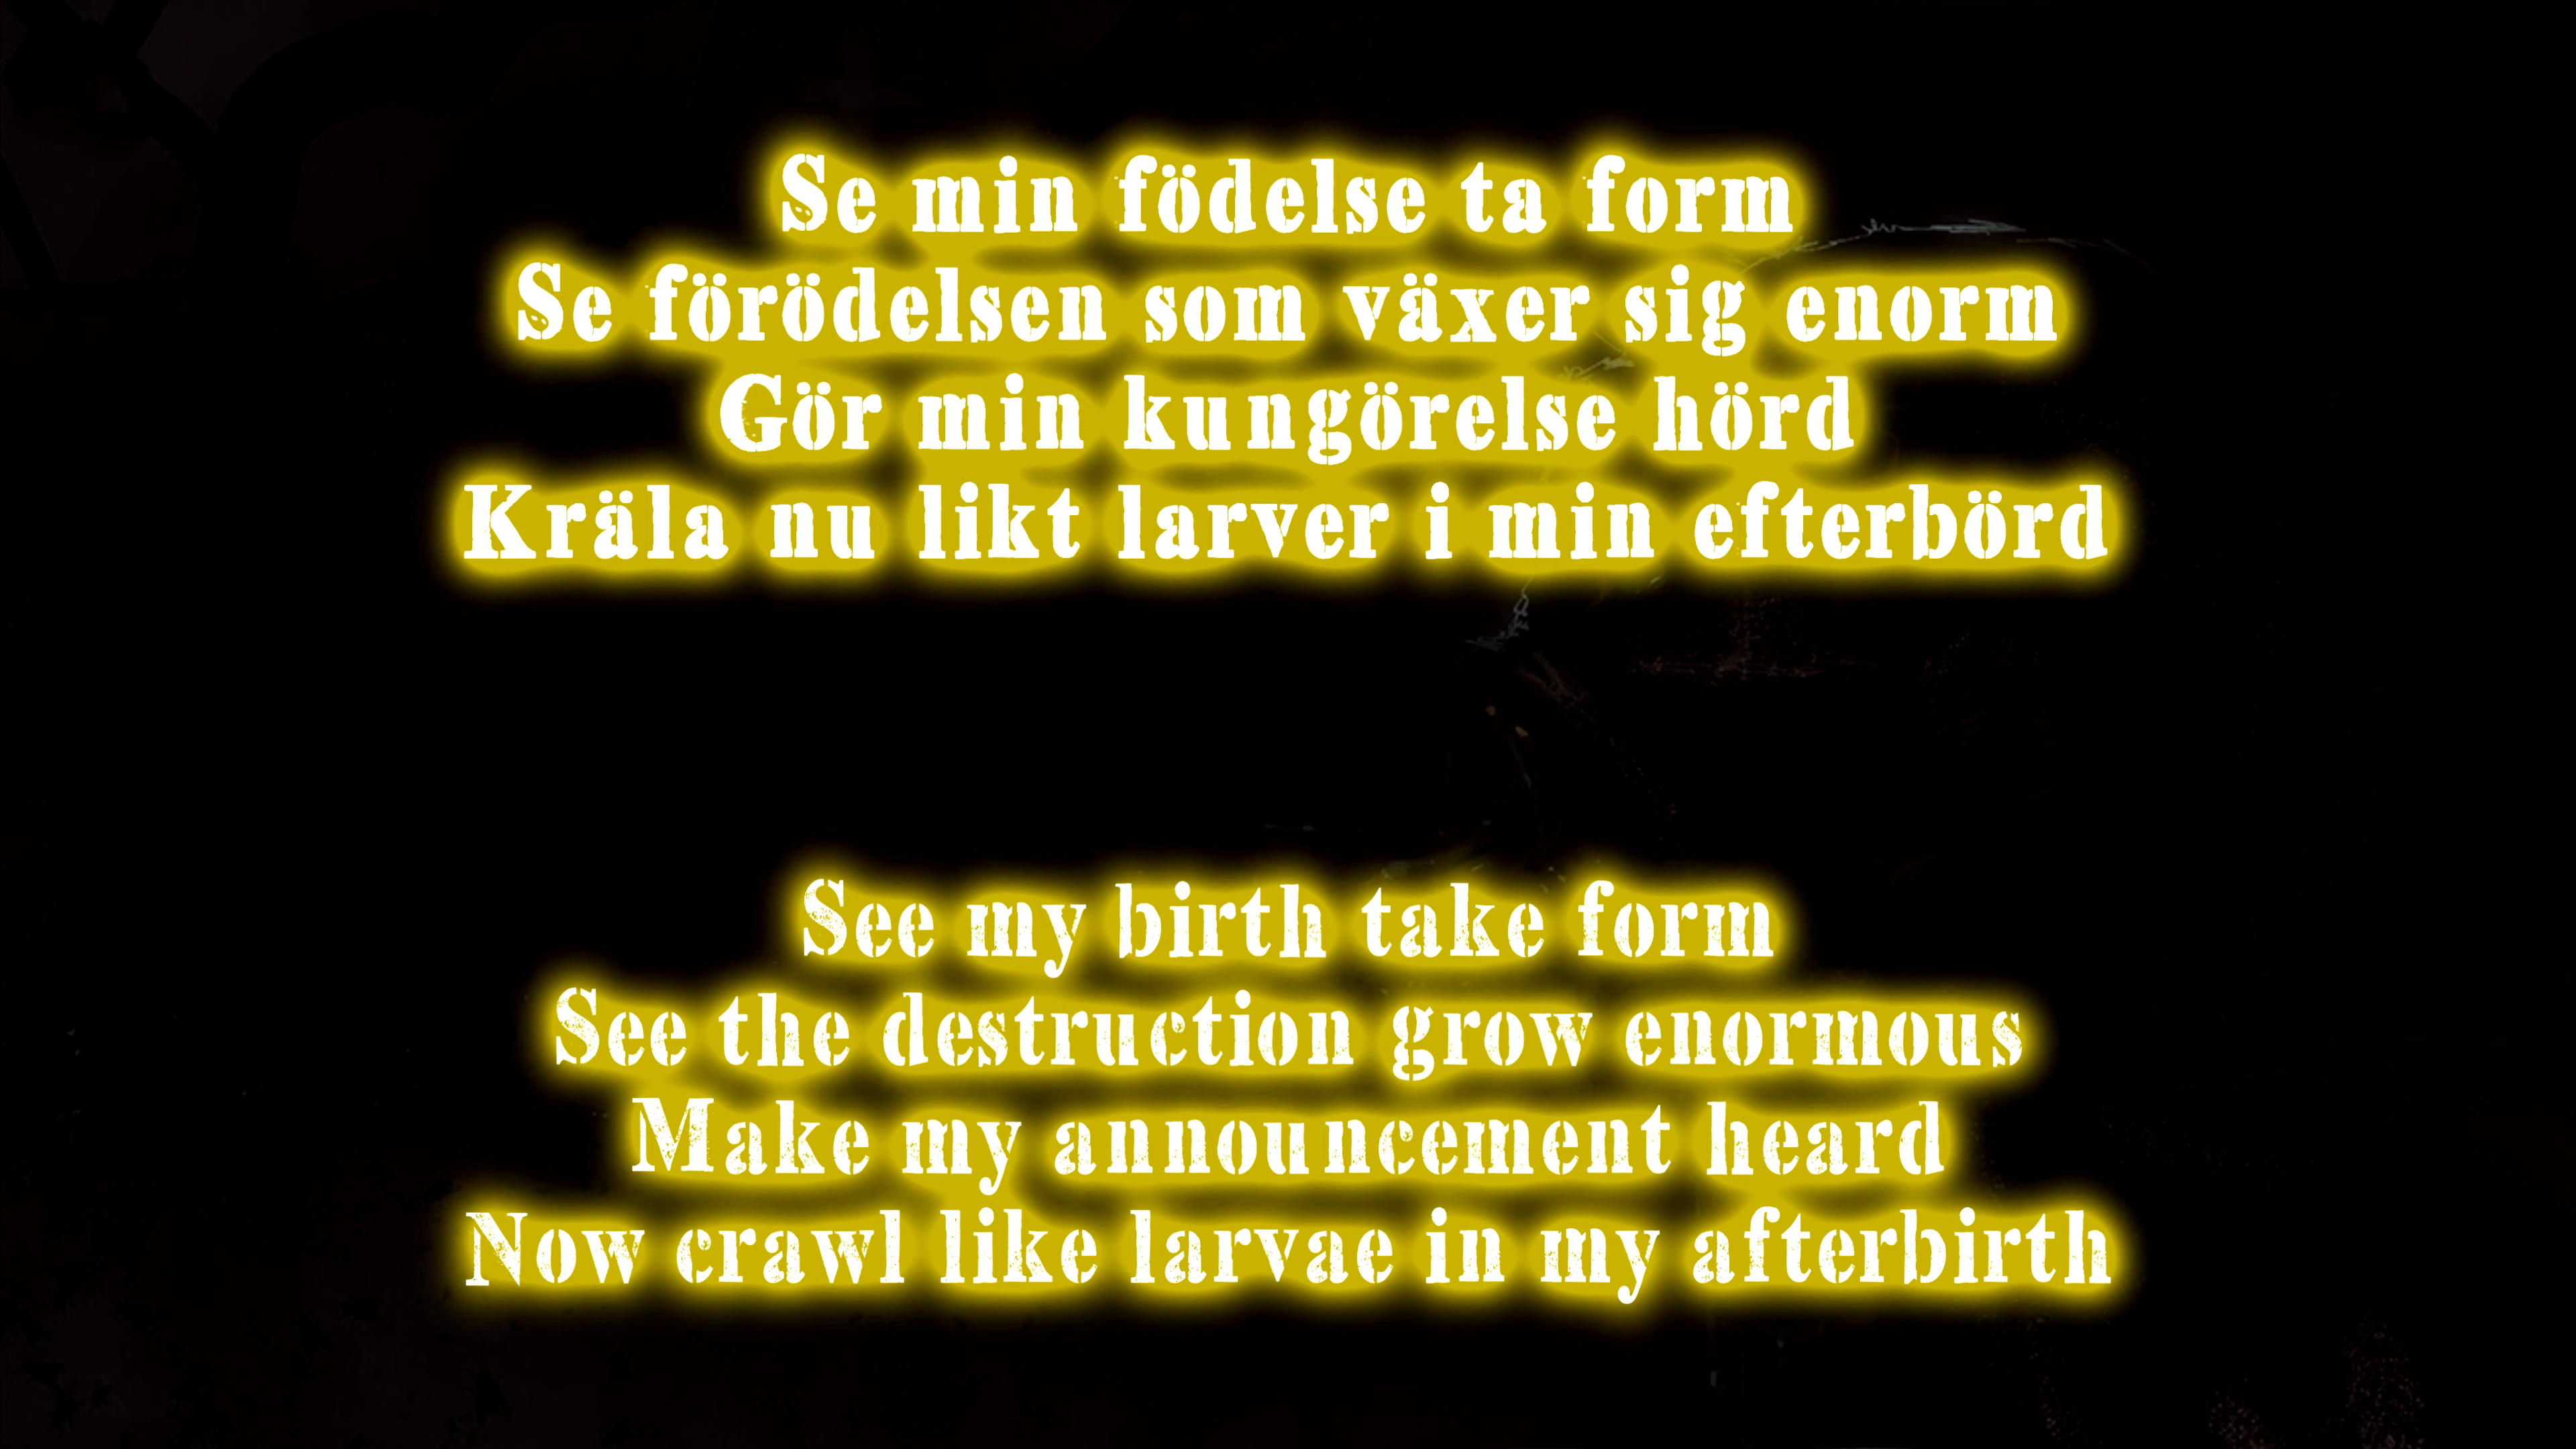 Se min födelse ta form
Se förödelsen som växer sig enorm
Gör min kungörelse hörd
Kräla nu likt larver i min efterbörd
See my birth take form
See the destruction grow enormous
Make my announcement heard
Now crawl like larvae in my afterbirth